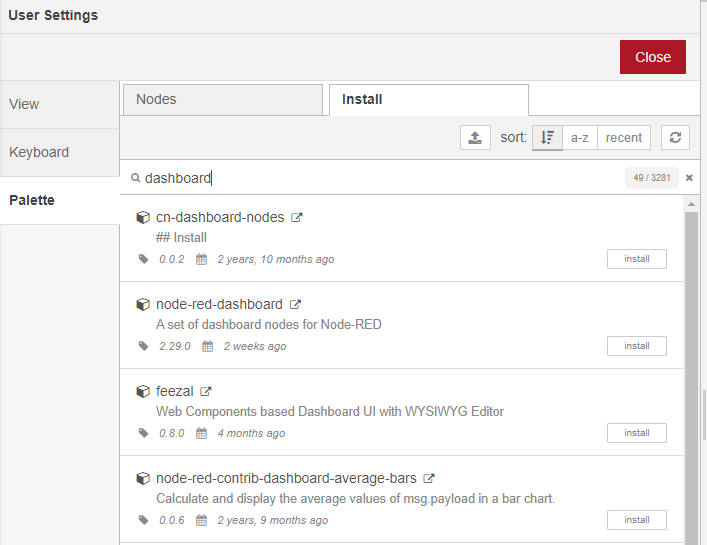 User Settings
Close
View
Keyboard
Palette
Nodes
Install
sort: a-z recent
dashboard 49 / 3281
cn-dashboard-nodes
## Install
0.0.2 2 years, 10 months ago install
node-red-dashboard
A set of dashboard nodes for Node-RED
2.29.0 2 weeks ago install
feezal
Web Components based Dashboard UI with WYSIWYG Editor
0.8.0 4 months ago install
node-red-contrib-dashboard-average-bars
Calculate and display the average values of msg.payload in a bar chart.
0.0.6 2 years, 9 months ago install